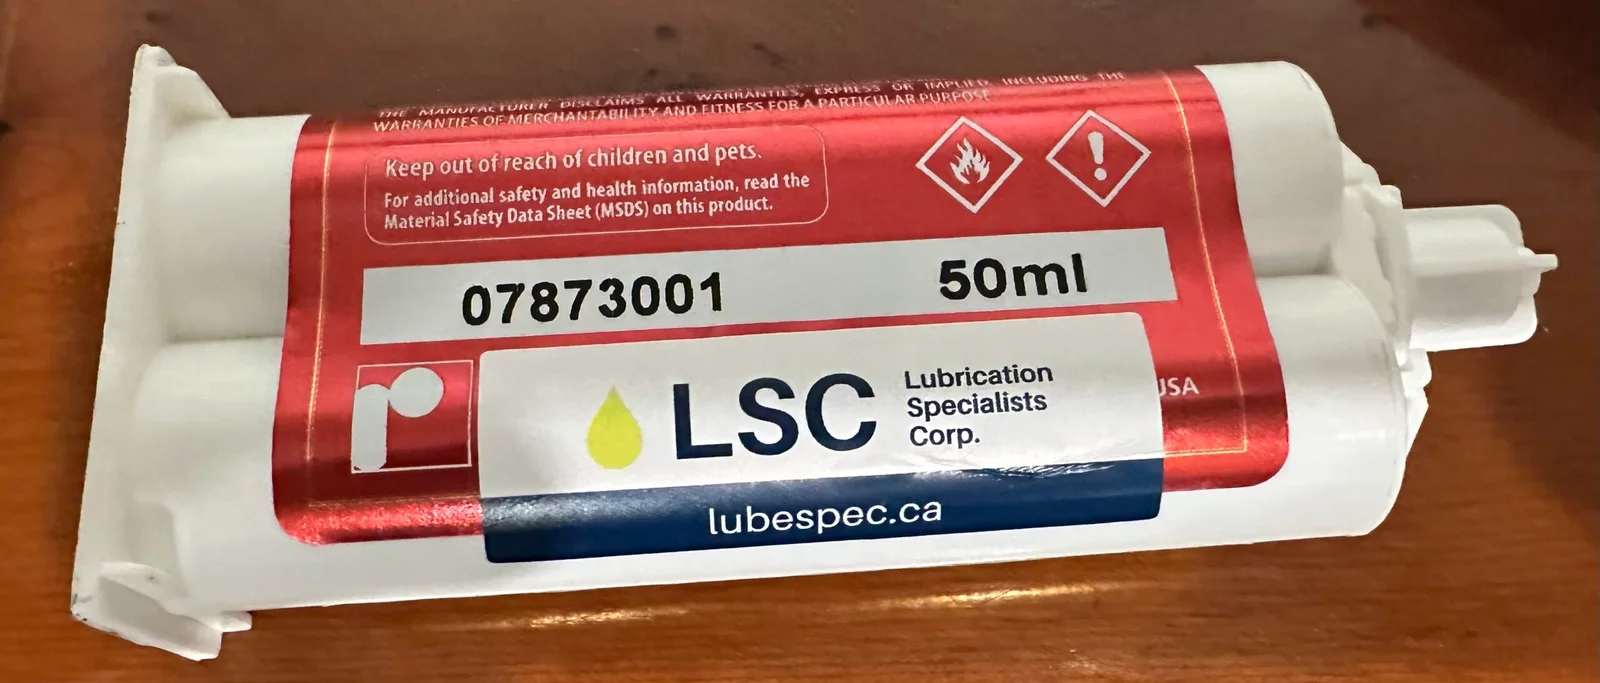 THE MANUFACTURER DISCLAIMS ALL WARRANTIES, EXPRESS OR IMPLIED, INCLUDING THE
WARRANTIES OF MERCHANTABILITY AND FITNESS FOR A PARTICULAR PURPOSE
Keep out of reach of children and pets.
For additional safety and health information, read the
Material Safety Data Sheet (MSDS) on this product.
07873001 50ml
r
LSC
Lubrication
Specialists
Corp.
USA
lubespec.ca